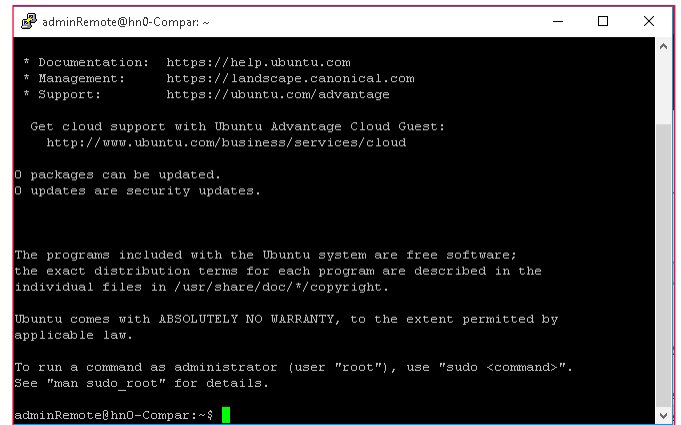 adminRemote@hn0-Compar: ~
* Documentation:  https://help.ubuntu.com
* Management:     https://landscape.canonical.com
* Support:        https://ubuntu.com/advantage
Get cloud support with Ubuntu Advantage Cloud Guest:
http://www.ubuntu.com/business/services/cloud
0 packages can be updated.
0 updates are security updates.
The programs included with the Ubuntu system are free software;
the exact distribution terms for each program are described in the
individual files in /usr/share/doc/*/copyright.
Ubuntu comes with ABSOLUTELY NO WARRANTY, to the extent permitted by
applicable law.
To run a command as administrator (user "root"), use "sudo <command>".
See "man sudo_root" for details.
adminRemote@hn0-Compar:~$